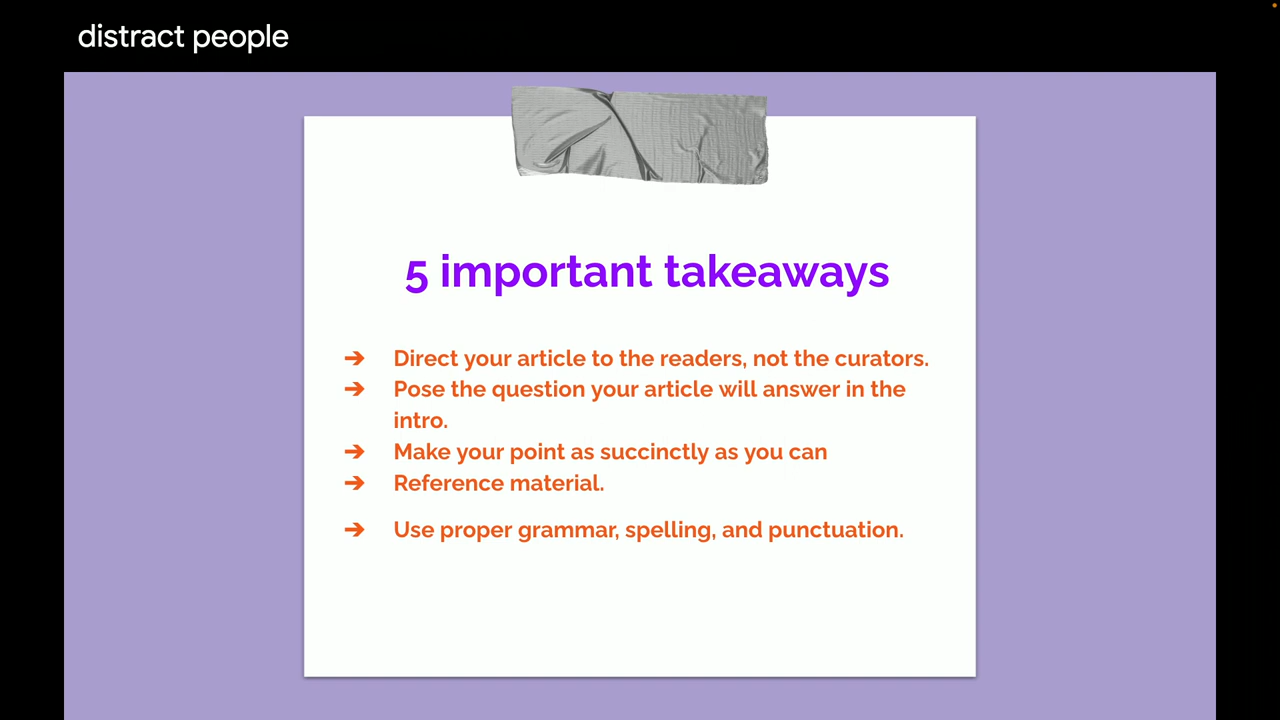 distract people
5 important takeaways
➔ Direct your article to the readers, not the curators.
➔ Pose the question your article will answer in the
intro.
➔ Make your point as succinctly as you can
➔ Reference material.
➔ Use proper grammar, spelling, and punctuation.